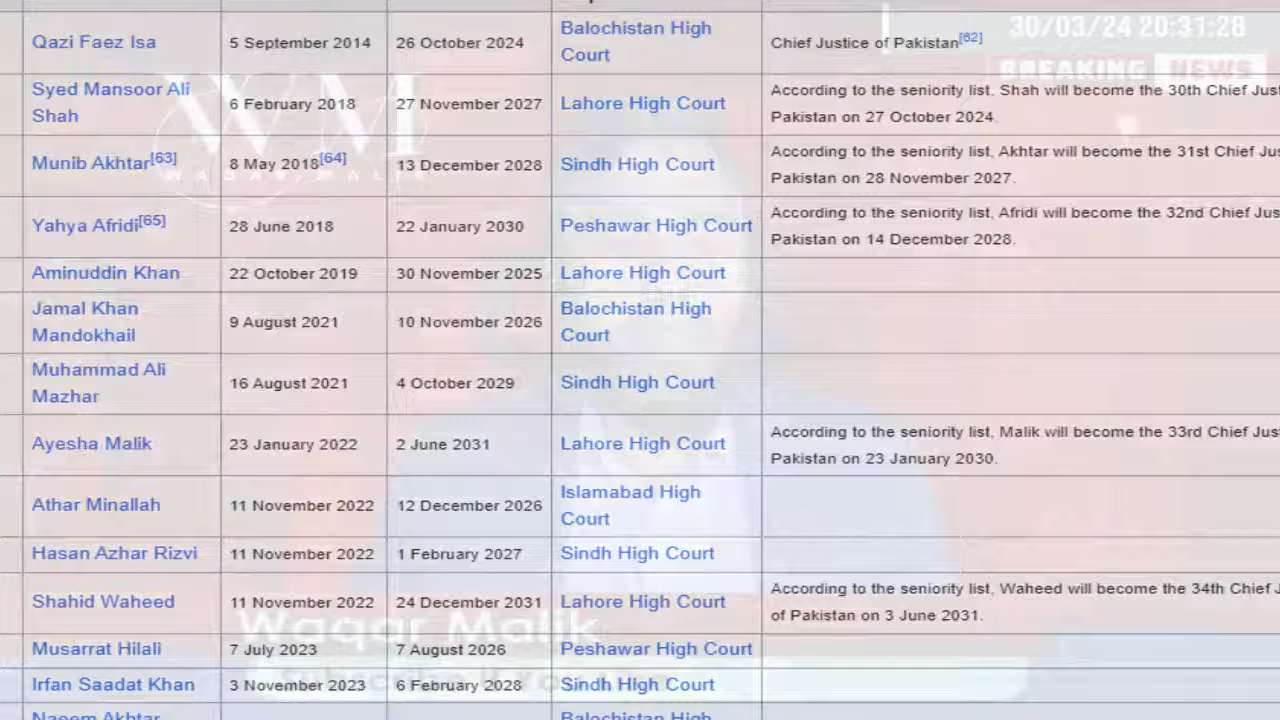 Qazi Faez Isa 5 September 2014 26 October 2024 Balochistan High Court Chief Justice of Pakistan[62]
30/03/24 20:31:28
BREAKING NEWS
Syed Mansoor Ali Shah 6 February 2018 27 November 2027 Lahore High Court According to the seniority list, Shah will become the 30th Chief Pakistan on 27 October 2024.
WM
WAQAR MALIK
Munib Akhtar[63] 8 May 2018[64] 13 December 2028 Sindh High Court According to the seniority list, Akhtar will become the 31st Chief Pakistan on 28 November 2027.
Yahya Afridi[65] 28 June 2018 22 January 2030 Peshawar High Court According to the seniority list, Afridi will become the 32nd Chief Pakistan on 14 December 2028.
Aminuddin Khan 22 October 2019 30 November 2025 Lahore High Court
Jamal Khan Mandokhail 9 August 2021 10 November 2026 Balochistan High Court
Muhammad Ali Mazhar 16 August 2021 4 October 2029 Sindh High Court
Ayesha Malik 23 January 2022 2 June 2031 Lahore High Court According to the seniority list, Malik will become the 33rd Chief Pakistan on 23 January 2030.
Athar Minallah 11 November 2022 12 December 2026 Islamabad High Court
Hasan Azhar Rizvi 11 November 2022 1 February 2027 Sindh High Court
Shahid Waheed 11 November 2022 24 December 2031 Lahore High Court According to the seniority list, Waheed will become the 34th Chief of Pakistan on 3 June 2031.
Waqar Malik
Musarrat Hilali 7 July 2023 7 August 2026 Peshawar High Court
Irfan Saadat Khan 3 November 2023 6 February 2028 Sindh High Court
Naeem Akhtar Balochistan High